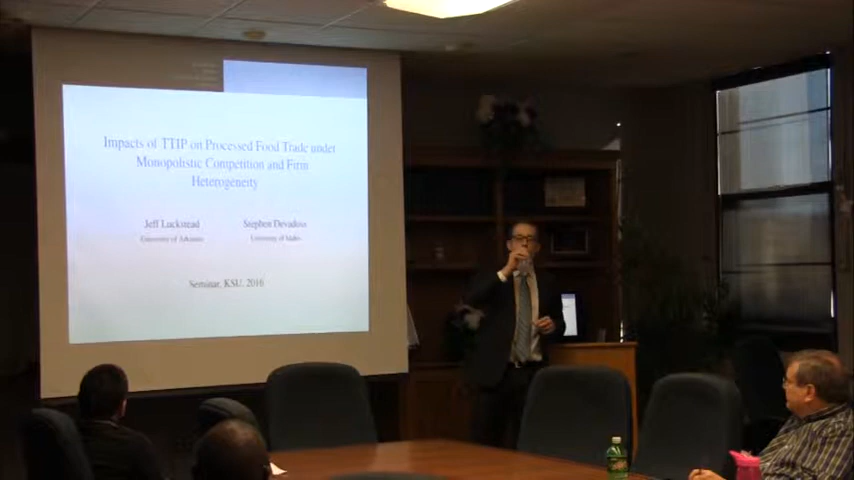 Impacts of TTIP on Processed Food Trade under
Monopolistic Competition and Firm
Heterogeneity
Jeff Luckstead Stephen Devadoss
University of Arkansas University of Idaho
Seminar, KSU, 2016